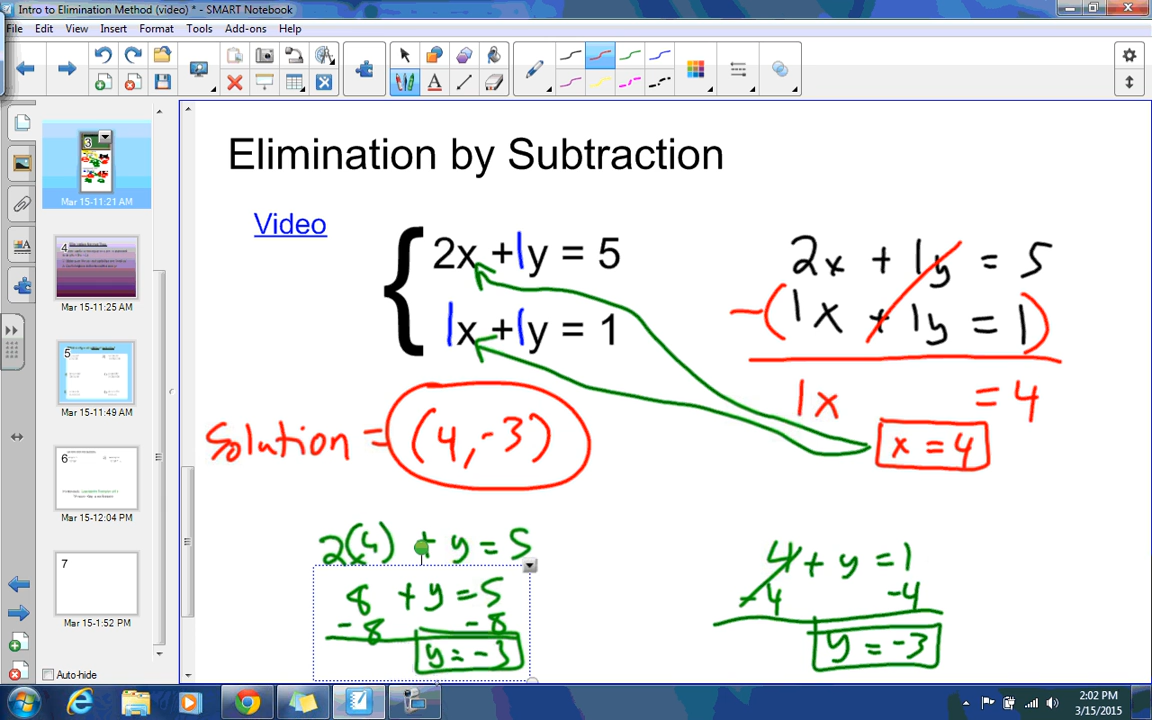 Intro to Elimination Method (video) * - SMART Notebook
File Edit View Insert Format Tools Add-ons Help
3
Mar 15-11:21 AM
4
Mar 15-11:25 AM
5
Mar 15-11:49 AM
6
Mar 15-12:04 PM
7
Mar 15-1:52 PM
Auto-hide
Elimination by Subtraction
Video
2x +1y = 5
1x +1y = 1
2x + 1y = 5
-(1x + 1y = 1)
1x = 4
x = 4
Solution = (4,-3)
2(4) + y = 5
8 + y = 5
-8 -8
y = -3
4 + y = 1
-4 -4
y = -3
2:02 PM
3/15/2015